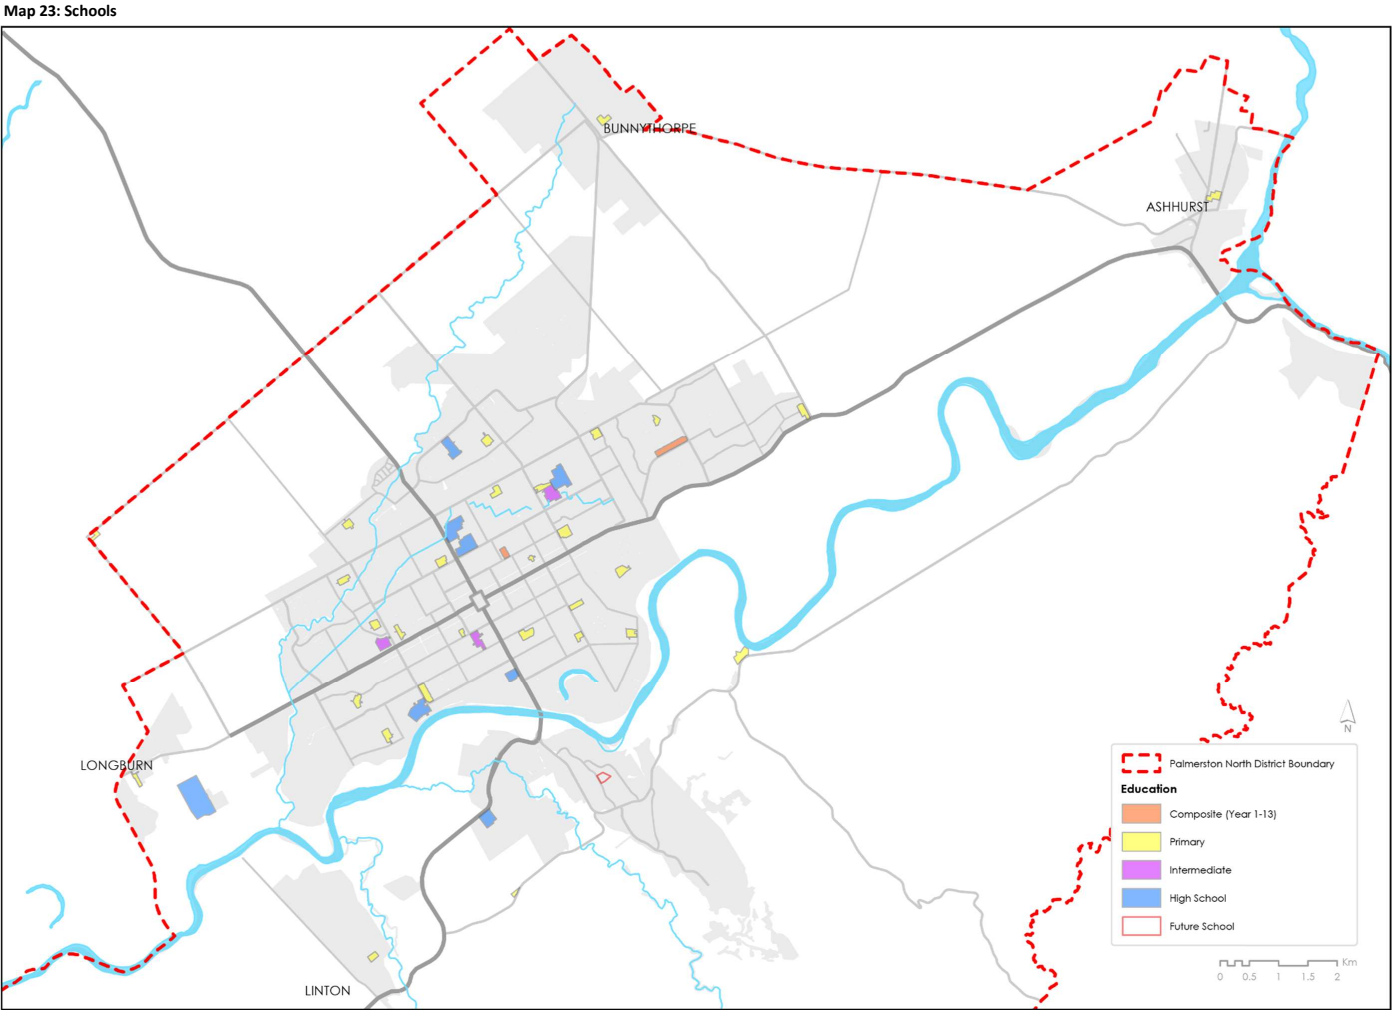 Map 23: Schools
BUNNYTHORPE
ASHHURST
LONGBURN
LINTON
N
Palmerston North District Boundary
Education
Composite (Year 1-13)
Primary
Intermediate
High School
Future School
Km
0 0.5 1 1.5 2